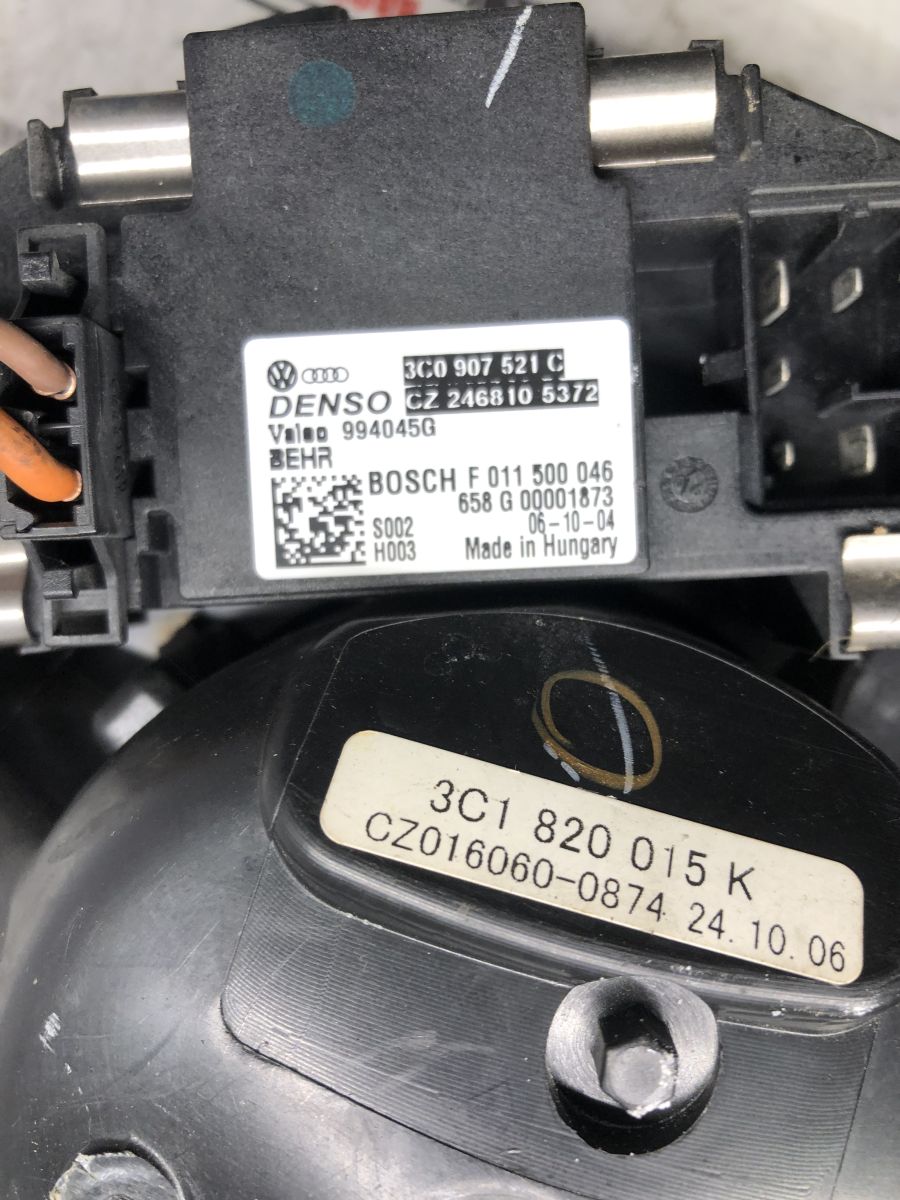 3C0 907 521 C
DENSO CZ 246810 5372
Valeo 994045G
BEHR
BOSCH F 011 500 046
658 G 00001873
S002 06-10-04
H003 Made in Hungary
3C1 820 015 K
CZ016060-0874 24.10.06